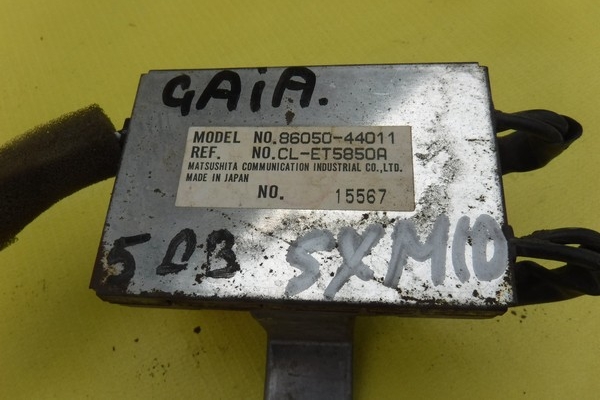 GAiA.
MODEL NO.86050-44011
REF. NO.CL-ET5850A
MATSUSHITA COMMUNICATION INDUSTRIAL CO.,LTD.
MADE IN JAPAN
NO. 15567
SXM10